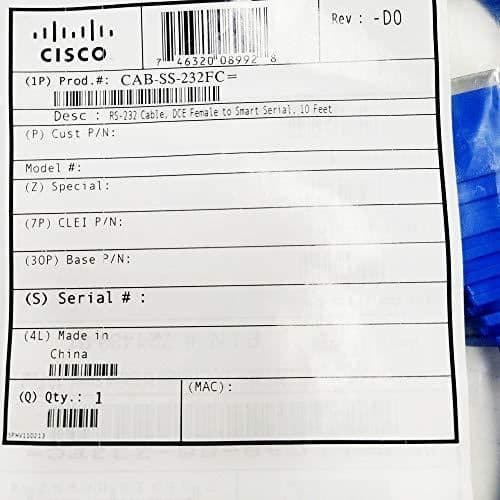 CISCO
7 46320 08992 8
Rev : -D0
(1P) Prod.#: CAB-SS-232FC=
Desc : RS-232 Cable, DCE Female to Smart Serial, 10 Feet
(P) Cust P/N:
Model #:
(Z) Special:
(7P) CLEI P/N:
(30P) Base P/N:
(S) Serial # :
(4L) Made in
China
(Q) Qty.: 1
(MAC):